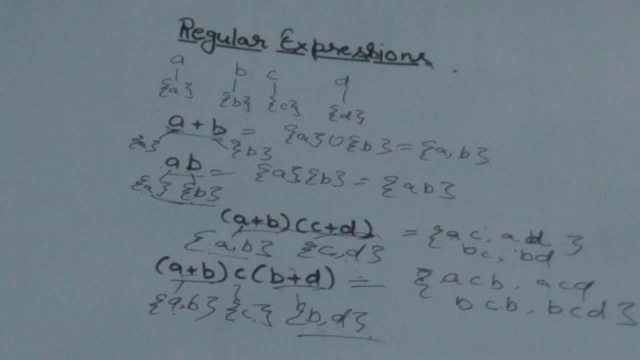 Regular Expressions.
a b c d
{a} {b} {c} {d}
a + b = {a} ∪ {b} = {a, b}
{a} {b}
ab = {a}{b} = {ab}
{a} {b}
(a+b)(c+d) = {ac, ad
{a,b} {c,d} bc, bd}
(a+b)c(b+d) = {acb, acd
{a,b} {c} {b,d} bcb, bcd}